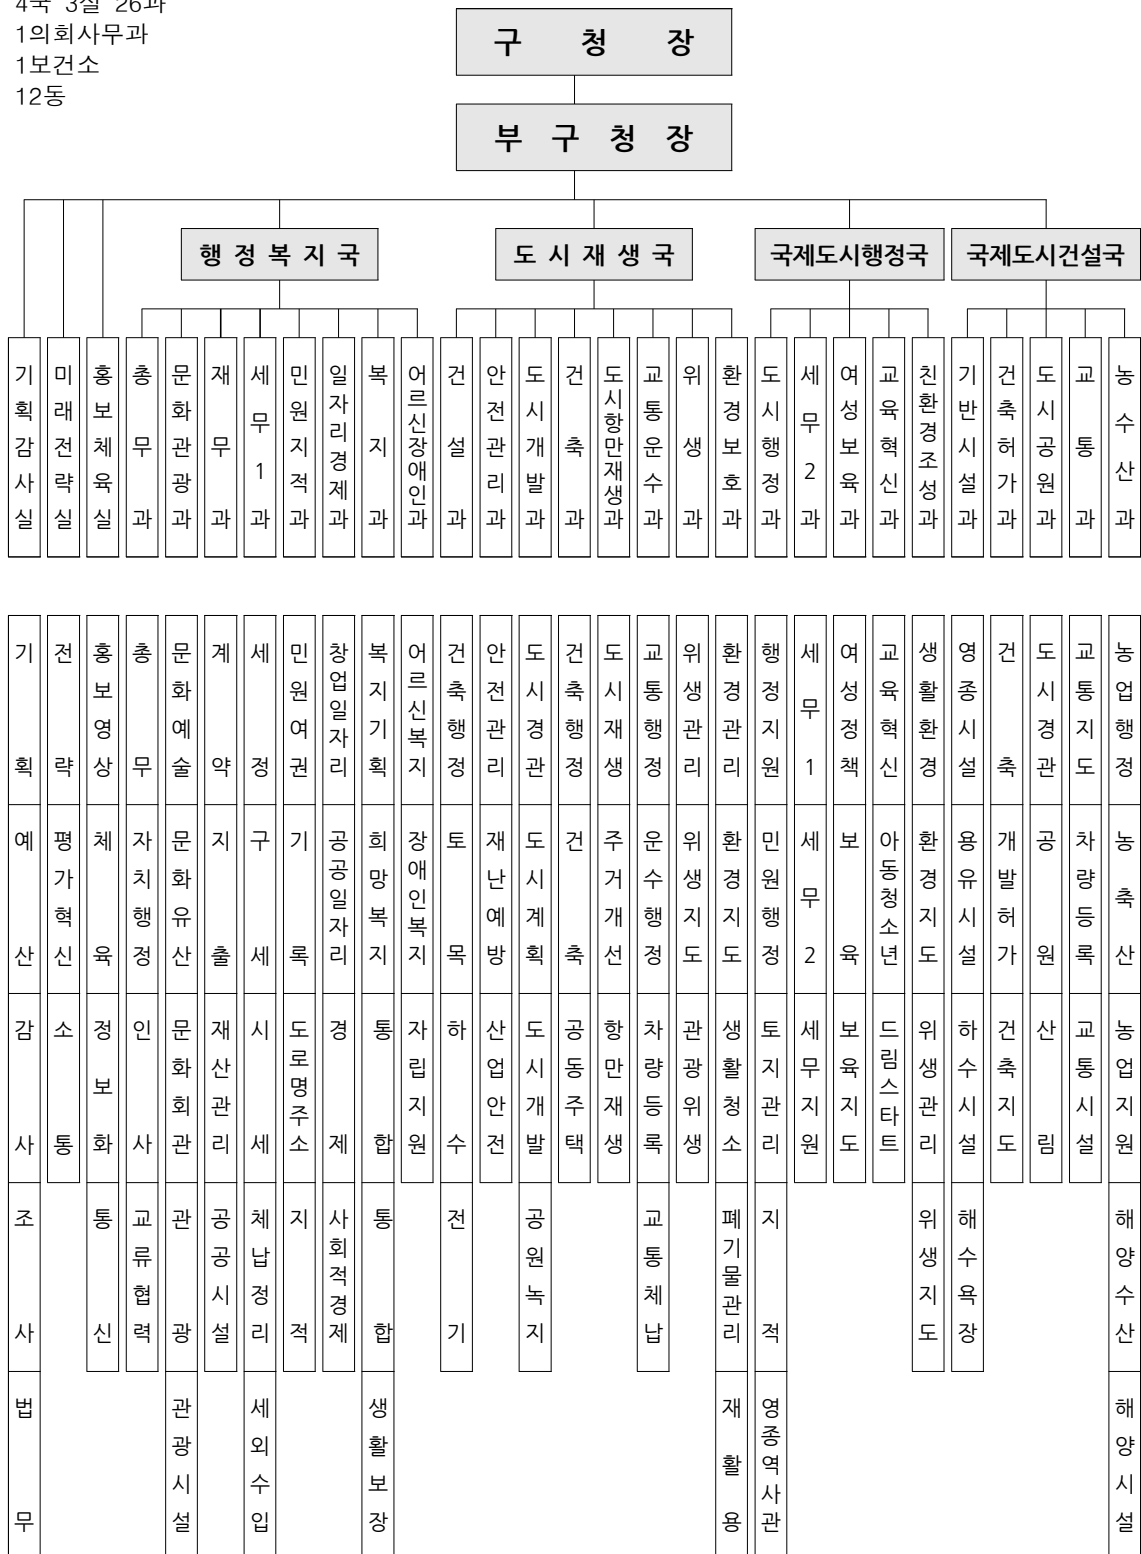 4국 3실 26과
1의회사무과
1보건소
12동
구 청 장
부 구 청 장
행 정 복 지 국
도 시 재 생 국
국제도시행정국
국제도시건설국
기획감사실
미래전략실
홍보체육실
총무과
문화관광과
재무과
세무1과
민원지적과
일자리경제과
복지과
어르신장애인과
건설과
안전관리과
도시개발과
건축과
도시항만재생과
교통운수과
위생과
환경보호과
도시행정과
세무2과
여성보육과
교육혁신과
친환경조성과
기반시설과
건축허가과
도시공원과
교통과
농수산과
기획
전략
홍보영상
총무
문화예술
계약
세정
민원여권
창업일자리
복지기획
어르신복지
건축행정
안전관리
도시경관
건축행정
도시재생
교통행정
위생관리
환경관리
행정지원
세무1
여성정책
교육혁신
생활환경
영종시설
건축
도시경관
교통지도
농업행정
예산
평가혁신
체육
자치행정
문화유산
지출
구세
기록
공공일자리
희망복지
장애인복지
토목
재난예방
도시계획
건축
주거개선
운수행정
위생지도
환경지도
민원행정
세무2
보육
아동청소년
환경지도
용유시설
개발허가
공원
차량등록
농축산
감사
소통
정보화
인사
문화회관
재산관리
시세
도로명주소
경제
통합
자립지원
하수
산업안전
도시개발
공동주택
항만재생
차량등록
관광위생
생활청소
토지관리
세무지원
보육지도
드림스타트
위생관리
하수시설
건축지도
산림
교통시설
농업지원
조사
통신
교류협력
관광
공공시설
체납정리
지적
사회적경제
통합
전기
공원녹지
교통체납
폐기물관리
지적
위생지도
해수욕장
해양수산
법무
관광시설
세외수입
생활보장
재활용
영종역사관
해양시설